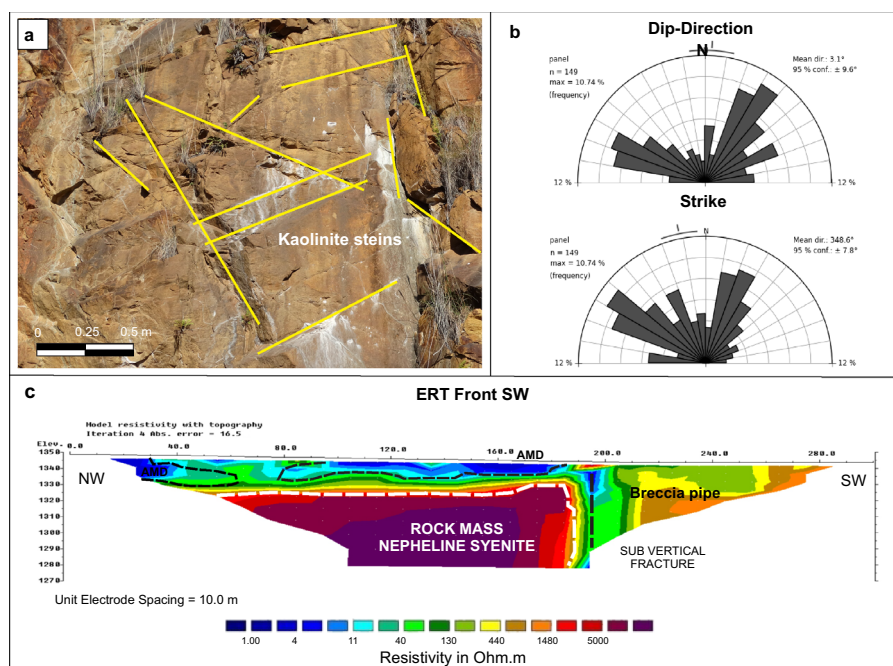 a
Kaolinite steins
0 0.25 0.5 m
b
Dip-Direction
N
panel
n = 149
max = 10.74 %
(frequency)
Mean dir.: 3.1°
95 % conf.: ± 9.6°
12 % 12 %
Strike
N
panel
n = 149
max = 10.74 %
(frequency)
Mean dir.: 348.6°
95 % conf.: ± 7.8°
12 % 12 %
c
ERT Front SW
Model resistivity with topography
Iteration 4 Abs. error = 16.5
Elev. 0.0 40.0 80.0 120.0 160.0 200.0 240.0 280.0
AMD
1350
1340
1330
1320
1310
1300
1290
1280
1270
NW
AMD
SW
Breccia pipe
ROCK MASS
NEPHELINE SYENITE
SUB VERTICAL
FRACTURE
Unit Electrode Spacing = 10.0 m
1.00 4 11 40 130 440 1480 5000
Resistivity in Ohm.m